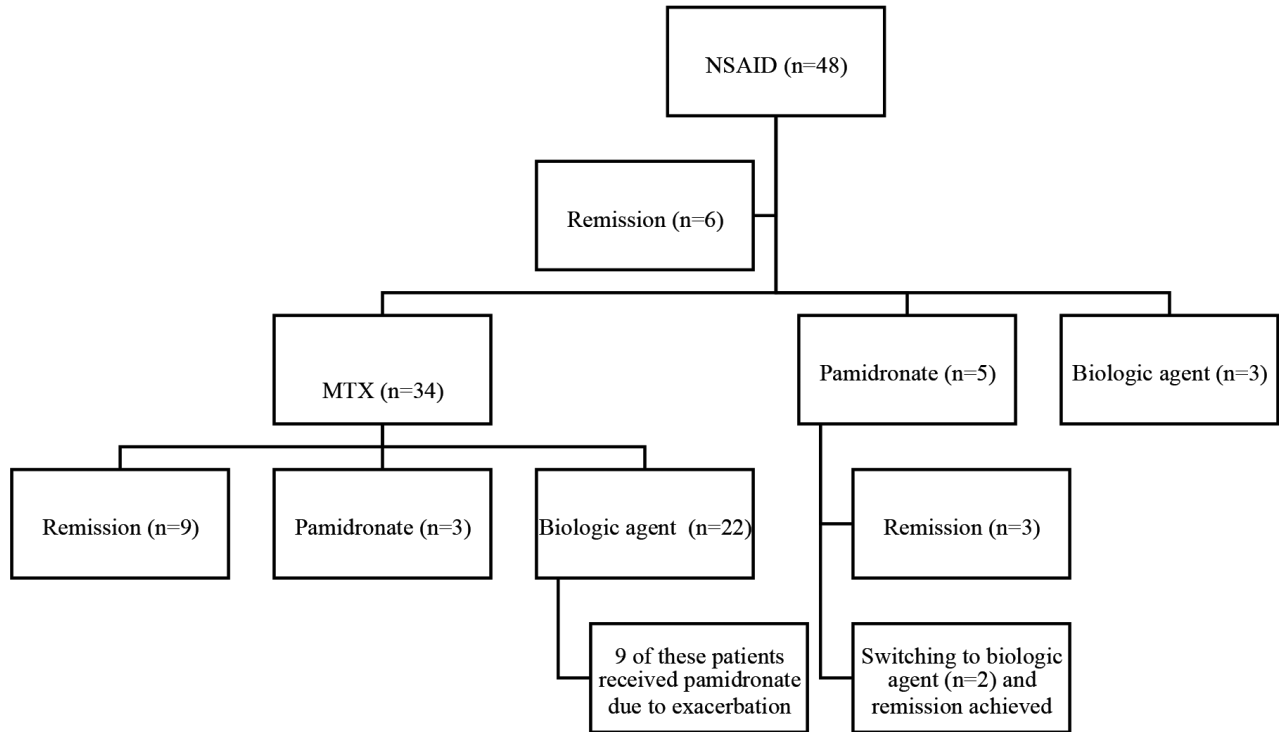 NSAID (n=48)
Remission (n=6)
MTX (n=34)
Pamidronate (n=5)
Biologic agent (n=3)
Remission (n=9)
Pamidronate (n=3)
Biologic agent (n=22)
Remission (n=3)
9 of these patients
received pamidronate
due to exacerbation
Switching to biologic
agent (n=2) and
remission achieved